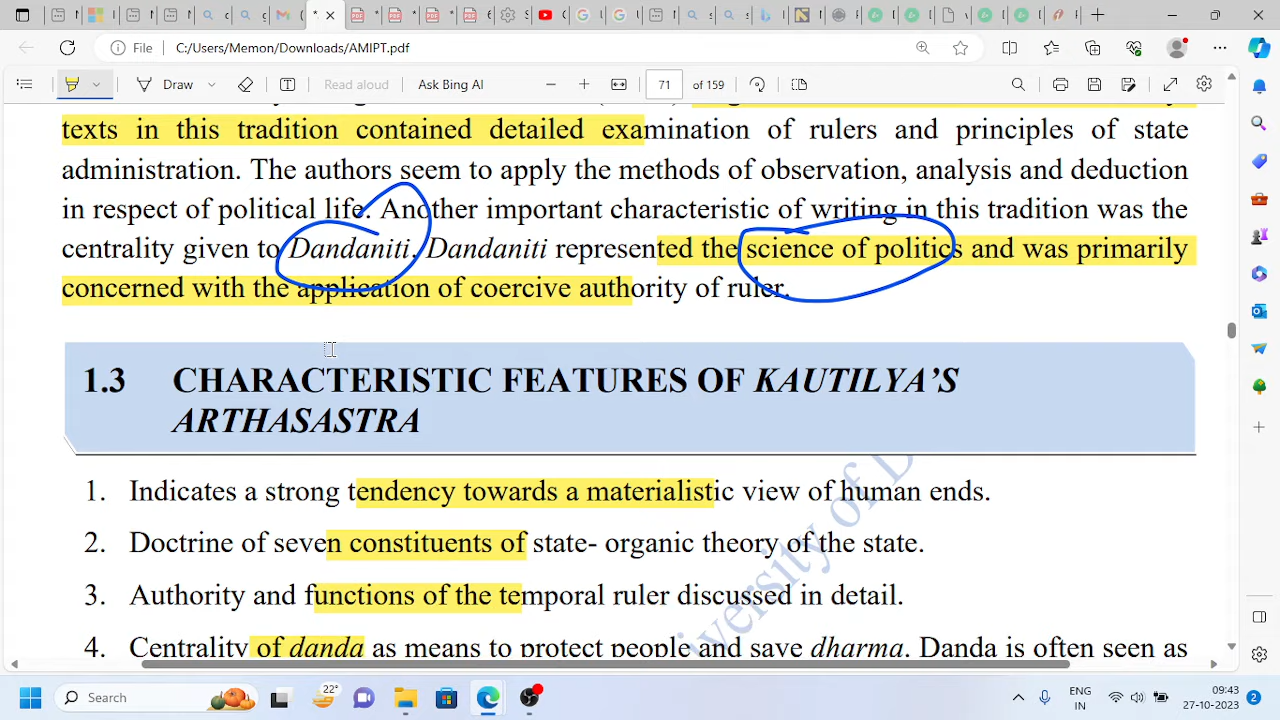 File
C:/Users/Memon/Downloads/AMIPT.pdf
Draw
Read aloud
Ask Bing AI
71
of 159
texts in this tradition contained detailed examination of rulers and principles of state
administration. The authors seem to apply the methods of observation, analysis and deduction
in respect of political life. Another important characteristic of writing in this tradition was the
centrality given to Dandaniti. Dandaniti represented the science of politics and was primarily
concerned with the application of coercive authority of ruler.
1.3 CHARACTERISTIC FEATURES OF KAUTILYA'S
ARTHASASTRA
1. Indicates a strong tendency towards a materialistic view of human ends.
2. Doctrine of seven constituents of state- organic theory of the state.
3. Authority and functions of the temporal ruler discussed in detail.
4. Centrality of danda as means to protect people and save dharma. Danda is often seen as
Search
22°
ENG
IN
09:43
27-10-2023
2